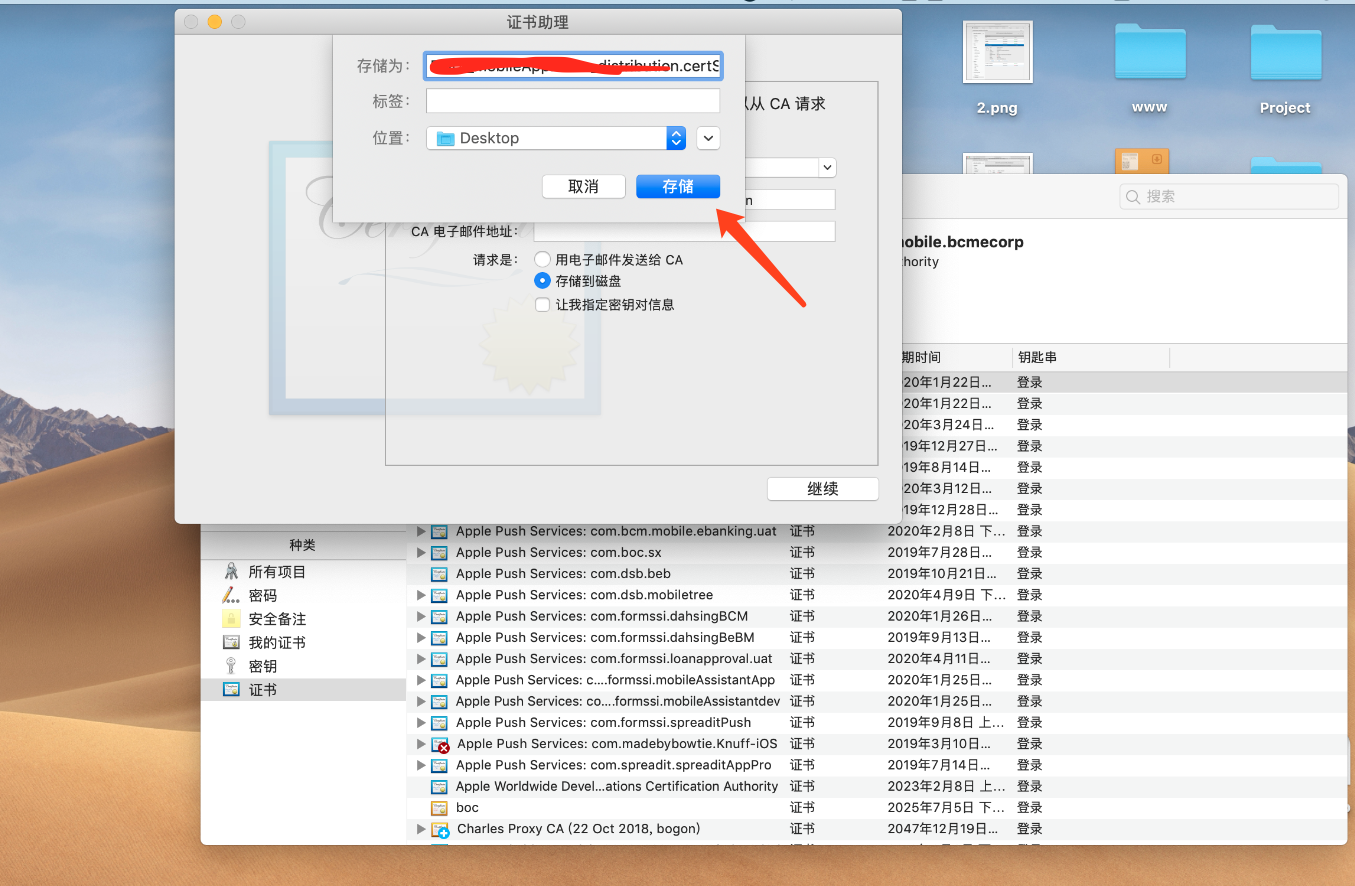 证书助理
存储为：
distribution.certS
标签：
位置：
Desktop
取消
存储
从 CA 请求
n
CA 电子邮件地址：
请求是：
用电子邮件发送给 CA
存储到磁盘
让我指定密钥对信息
继续
2.png
www
Project
搜索
mobile.bcmecorp
hority
期时间
钥匙串
20年1月22日...
登录
20年1月22日...
登录
20年3月24日...
登录
19年12月27日...
登录
19年8月14日...
登录
20年3月12日...
登录
19年12月28日...
登录
种类
所有项目
密码
安全备注
我的证书
密钥
证书
Apple Push Services: com.bcm.mobile.ebanking.uat
证书
2020年2月8日 下...
登录
Apple Push Services: com.boc.sx
证书
2019年7月28日...
登录
Apple Push Services: com.dsb.beb
证书
2019年10月21日...
登录
Apple Push Services: com.dsb.mobiletree
证书
2020年4月9日 下...
登录
Apple Push Services: com.formssi.dahsingBCM
证书
2020年1月26日...
登录
Apple Push Services: com.formssi.dahsingBeBM
证书
2019年9月13日...
登录
Apple Push Services: com.formssi.loanapproval.uat
证书
2020年4月11日...
登录
Apple Push Services: c....formssi.mobileAssistantApp
证书
2020年1月25日...
登录
Apple Push Services: co....formssi.mobileAssistantdev
证书
2020年1月25日...
登录
Apple Push Services: com.formssi.spreaditPush
证书
2019年9月8日 上...
登录
Apple Push Services: com.madebybowtie.Knuff-iOS
证书
2019年3月10日...
登录
Apple Push Services: com.spreadit.spreaditAppPro
证书
2019年7月14日...
登录
Apple Worldwide Devel...ations Certification Authority
证书
2023年2月8日 上...
登录
boc
证书
2025年7月5日 下...
登录
Charles Proxy CA (22 Oct 2018, bogon)
证书
2047年12月19日...
登录